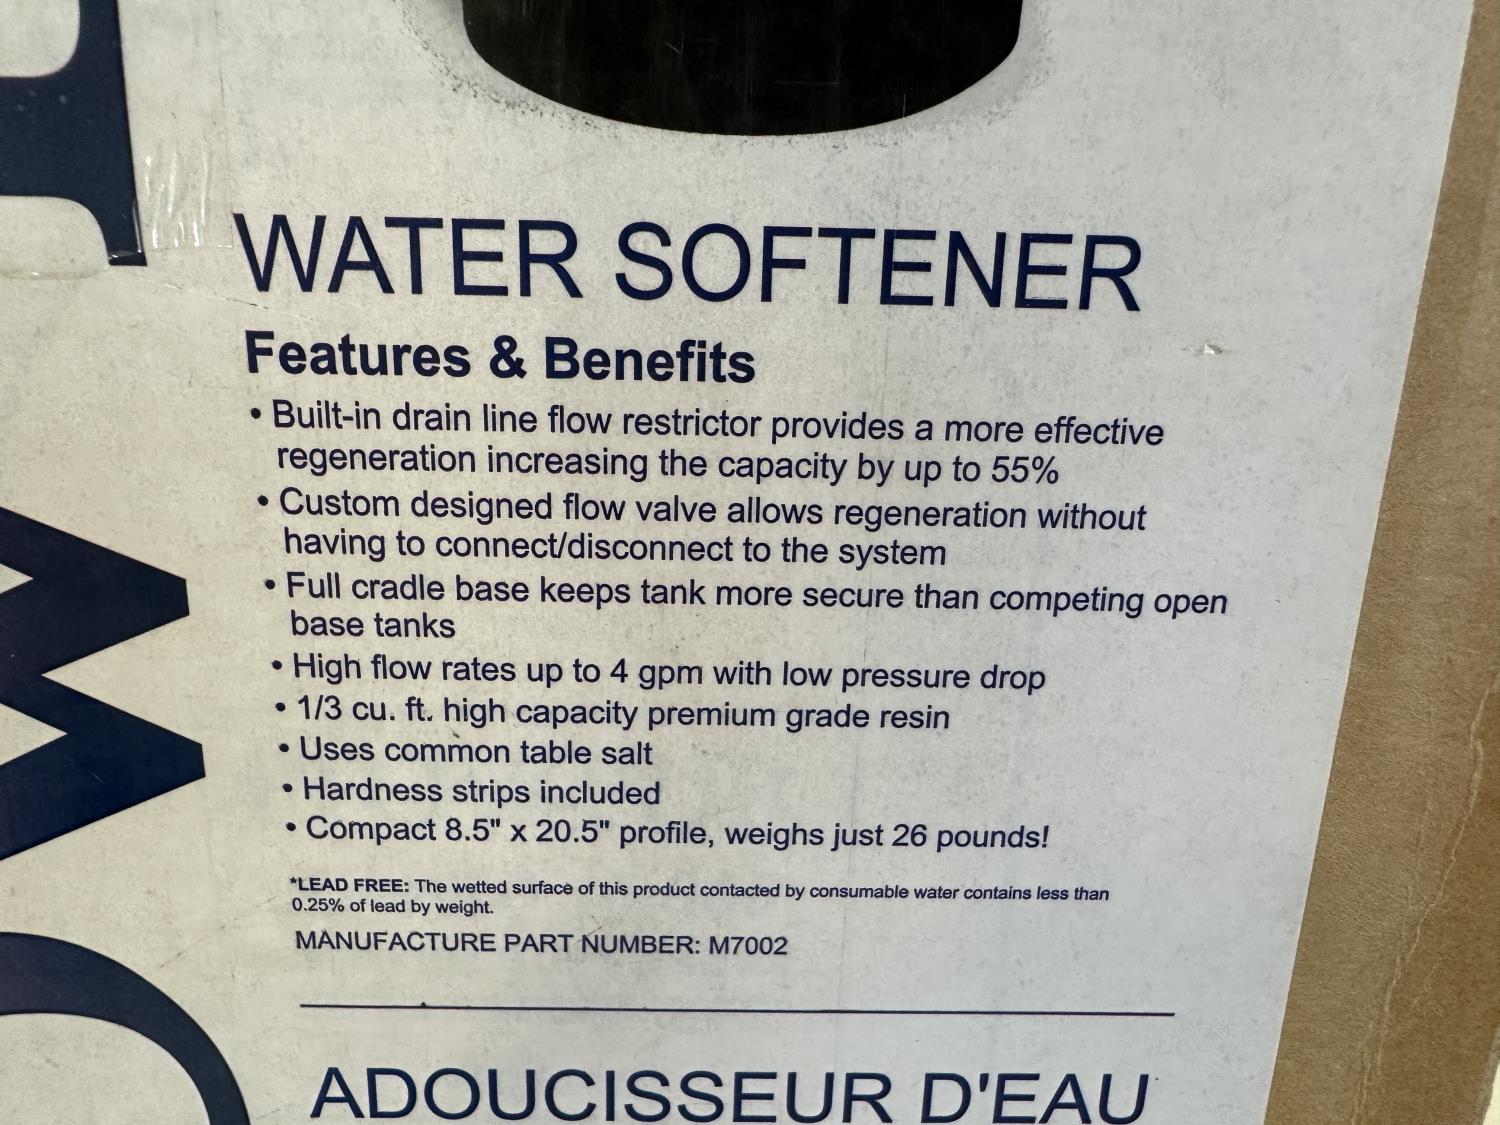 WATER SOFTENER
Features & Benefits
• Built-in drain line flow restrictor provides a more effective
regeneration increasing the capacity by up to 55%
• Custom designed flow valve allows regeneration without
having to connect/disconnect to the system
• Full cradle base keeps tank more secure than competing open
base tanks
• High flow rates up to 4 gpm with low pressure drop
• 1/3 cu. ft. high capacity premium grade resin
• Uses common table salt
• Hardness strips included
• Compact 8.5" x 20.5" profile, weighs just 26 pounds!
*LEAD FREE: The wetted surface of this product contacted by consumable water contains less than
0.25% of lead by weight.
MANUFACTURE PART NUMBER: M7002
ADOUCISSEUR D'EAU